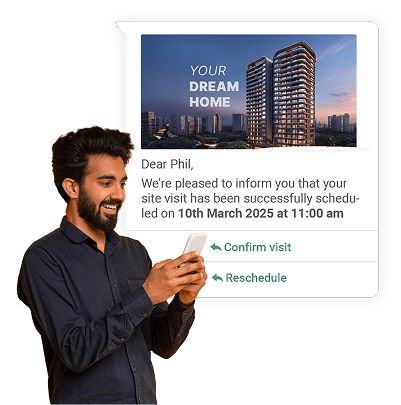 YOUR
DREAM
HOME
Dear Phil,
We're pleased to inform you that your
site visit has been successfully schedu-
led on 10th March 2025 at 11:00 am
Confirm visit
Reschedule